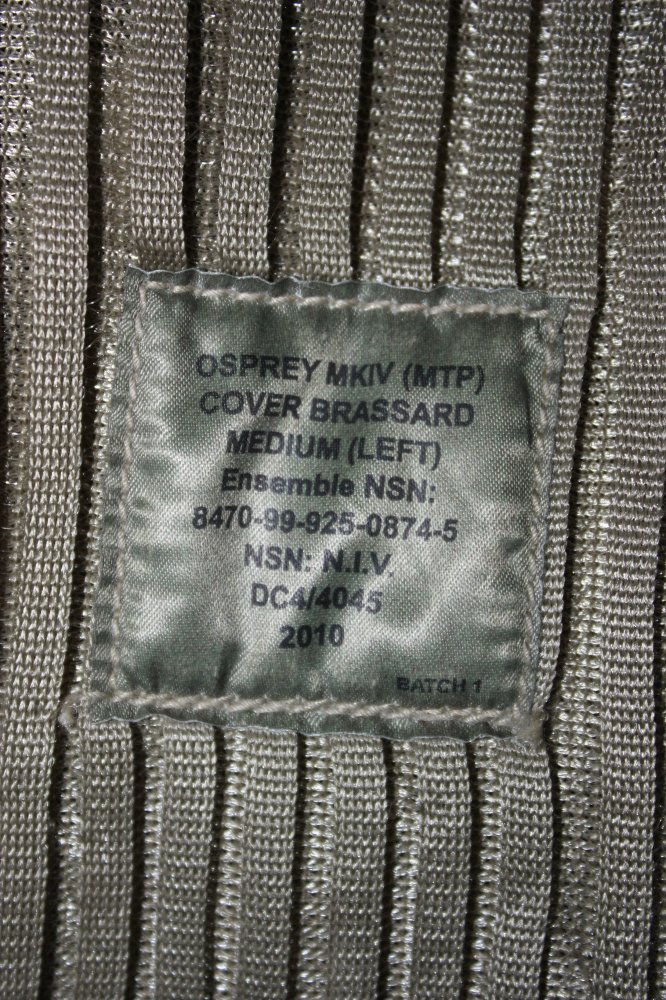 OSPREY MKIV (MTP)
COVER BRASSARD
MEDIUM (LEFT)
Ensemble NSN:
8470-99-925-0874-5
NSN: N.I.V.
DC4/4045
2010
BATCH 1